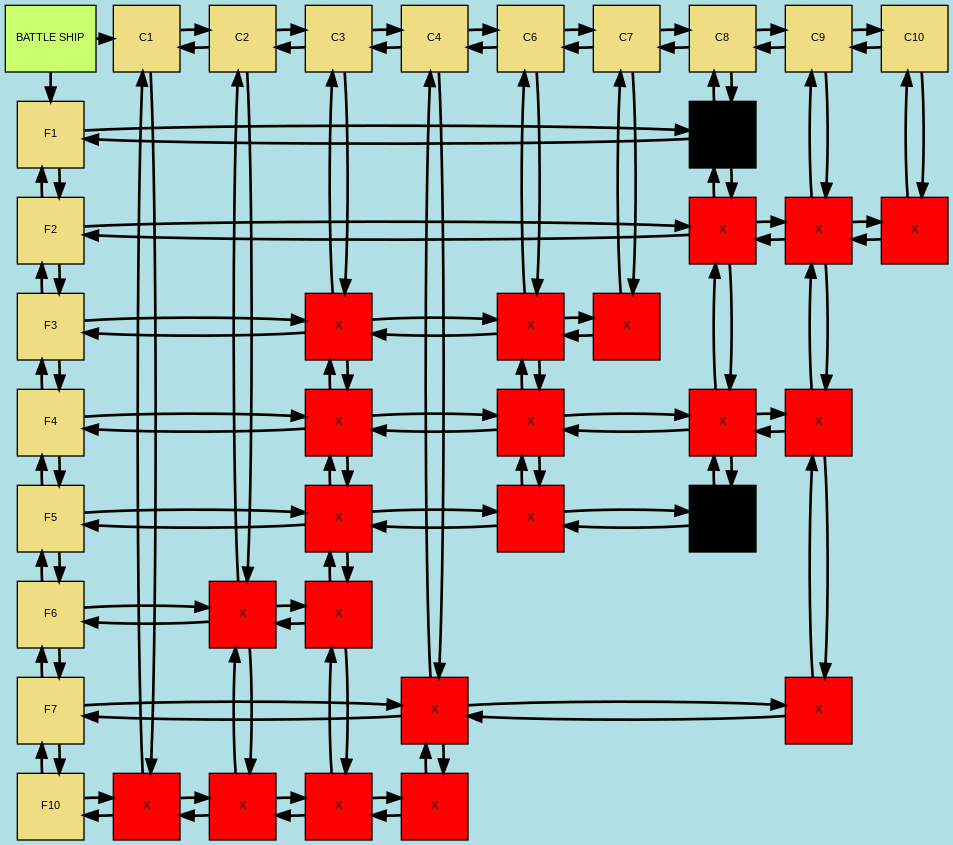 BATTLE SHIP C1 C2 C3 C4 C6 C7 C8 C9 C10
F1
F2 X X X
F3 X X X
F4 X X X X
F5 X X
F6 X X
F7 X X
F10 X X X X